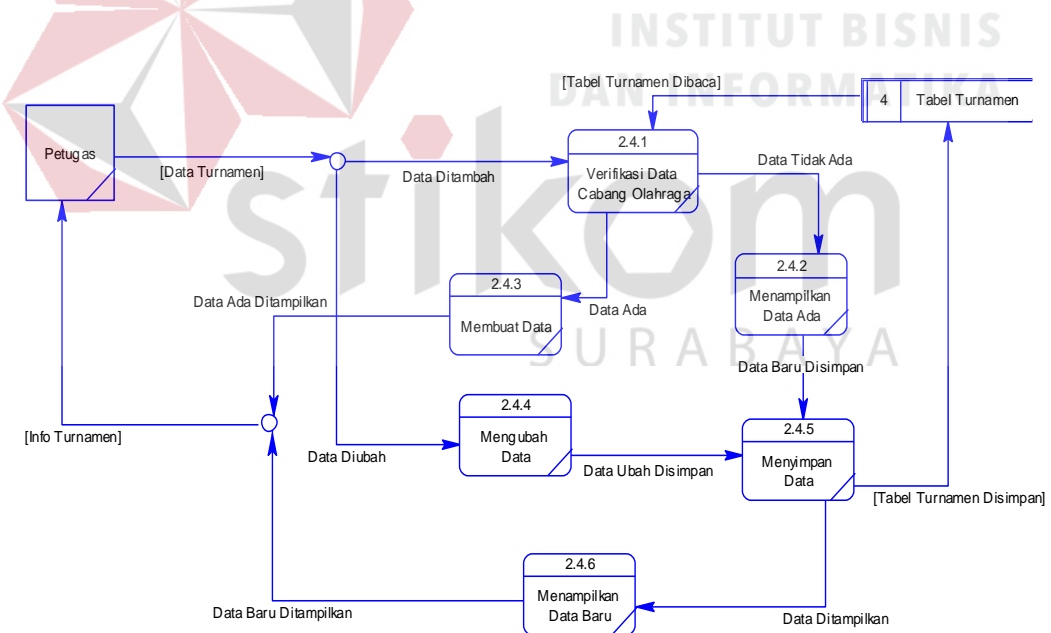 INSTITUT BISNIS
DAN INFORMATIKA
stikom
SURABAYA
[Tabel Turnamen Dibaca]
4 Tabel Turnamen
Petugas
[Data Turnamen]
Data Ditambah
2.4.1
Verifikasi Data
Cabang Olahraga
Data Tidak Ada
2.4.2
Menampilkan
Data Ada
2.4.3
Membuat Data
Data Ada
Data Ada Ditampilkan
Data Baru Disimpan
[Info Turnamen]
Data Diubah
2.4.4
Mengubah
Data
Data Ubah Disimpan
2.4.5
Menyimpan
Data
[Tabel Turnamen Disimpan]
2.4.6
Menampilkan
Data Baru
Data Baru Ditampilkan
Data Ditampilkan